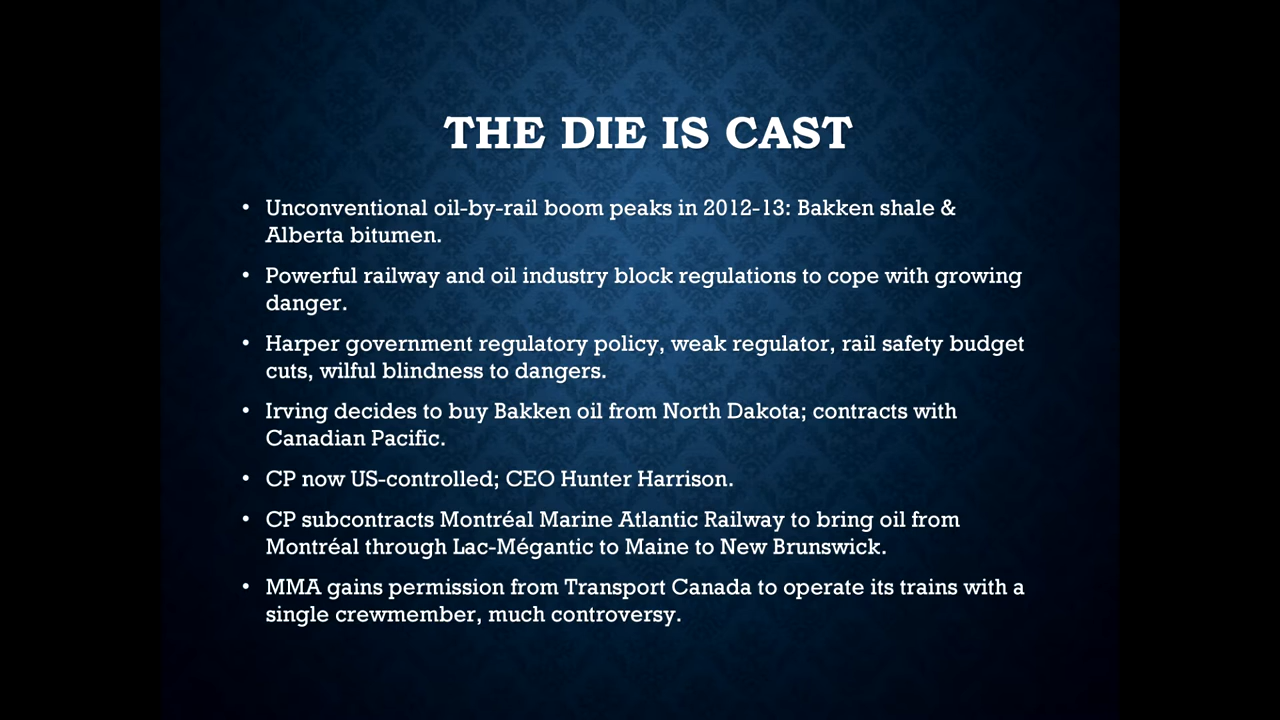 THE DIE IS CAST
• Unconventional oil-by-rail boom peaks in 2012-13: Bakken shale &
Alberta bitumen.
• Powerful railway and oil industry block regulations to cope with growing
danger.
• Harper government regulatory policy, weak regulator, rail safety budget
cuts, wilful blindness to dangers.
• Irving decides to buy Bakken oil from North Dakota; contracts with
Canadian Pacific.
• CP now US-controlled; CEO Hunter Harrison.
• CP subcontracts Montréal Marine Atlantic Railway to bring oil from
Montréal through Lac-Mégantic to Maine to New Brunswick.
• MMA gains permission from Transport Canada to operate its trains with a
single crewmember, much controversy.